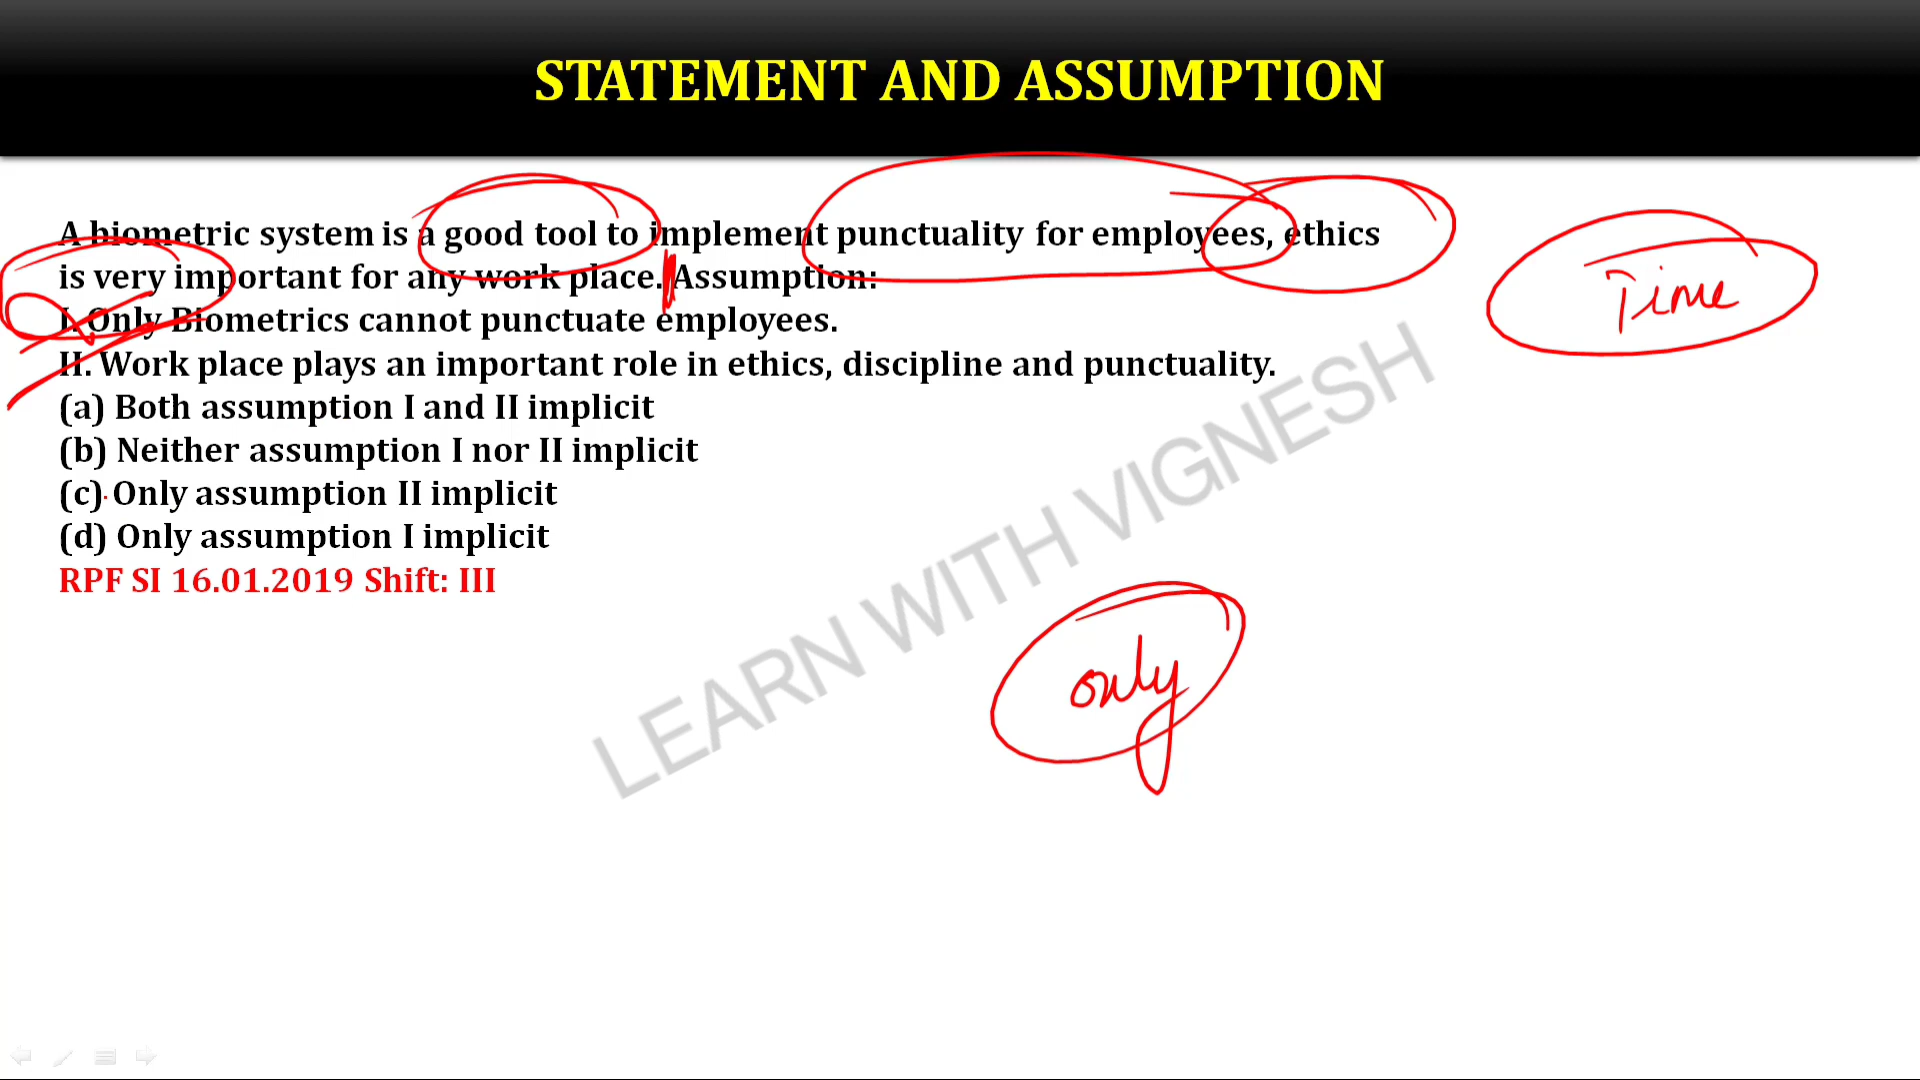 STATEMENT AND ASSUMPTION
A biometric system is a good tool to implement punctuality for employees, ethics
is very important for any work place. Assumption:
I. Only Biometrics cannot punctuate employees.
II. Work place plays an important role in ethics, discipline and punctuality.
(a) Both assumption I and II implicit
(b) Neither assumption I nor II implicit
(c) Only assumption II implicit
(d) Only assumption I implicit
RPF SI 16.01.2019 Shift: III
Time
only
LEARN WITH VIGNESH